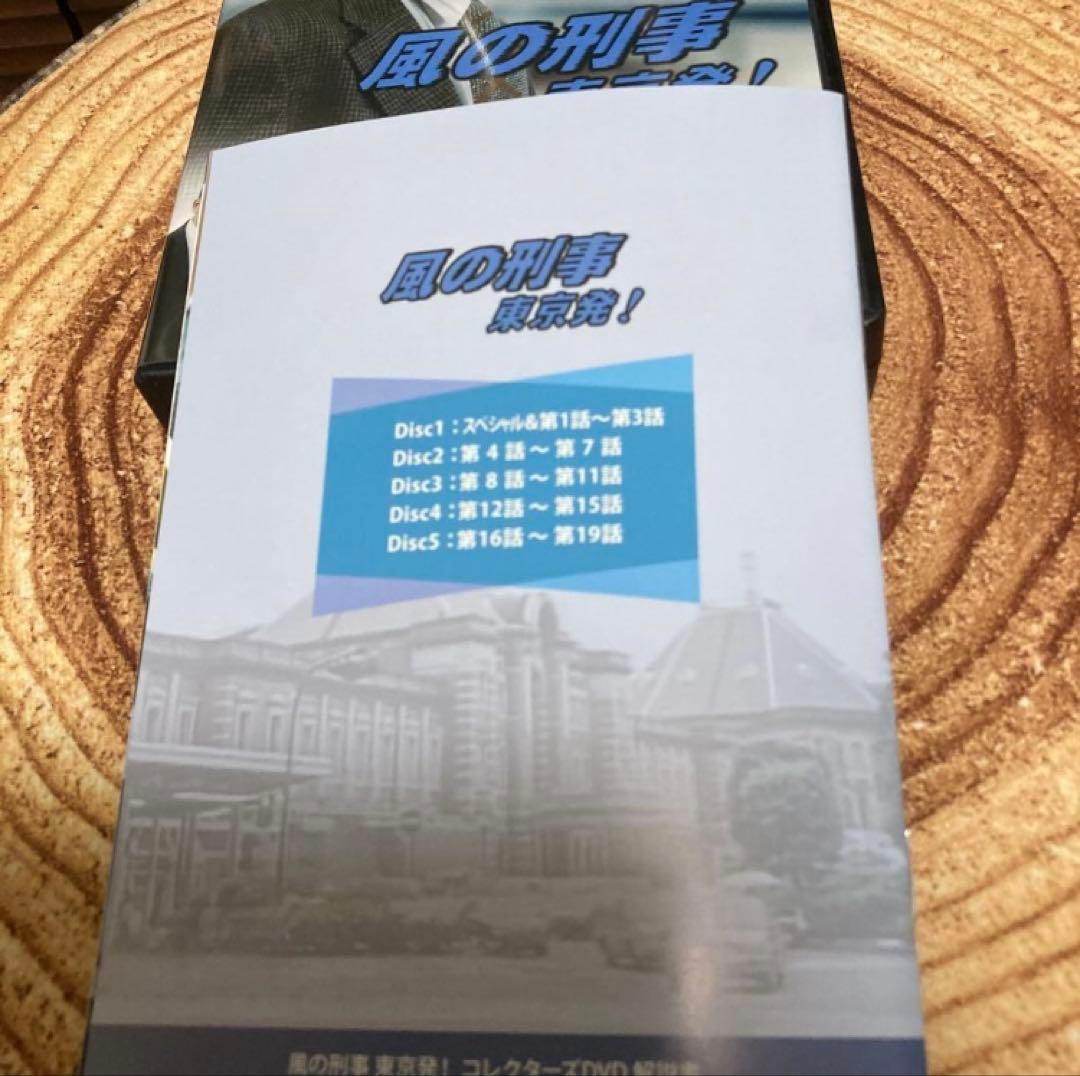 風の刑事
東京発！
風の刑事
東京発！
Disc1：スペシャル&第1話～第3話
Disc2：第 4 話～ 第 7 話
Disc3：第 8 話～ 第11話
Disc4：第12話～ 第15話
Disc5：第16話～ 第19話
風の刑事 東京発！ コレクターズDVD 解説書